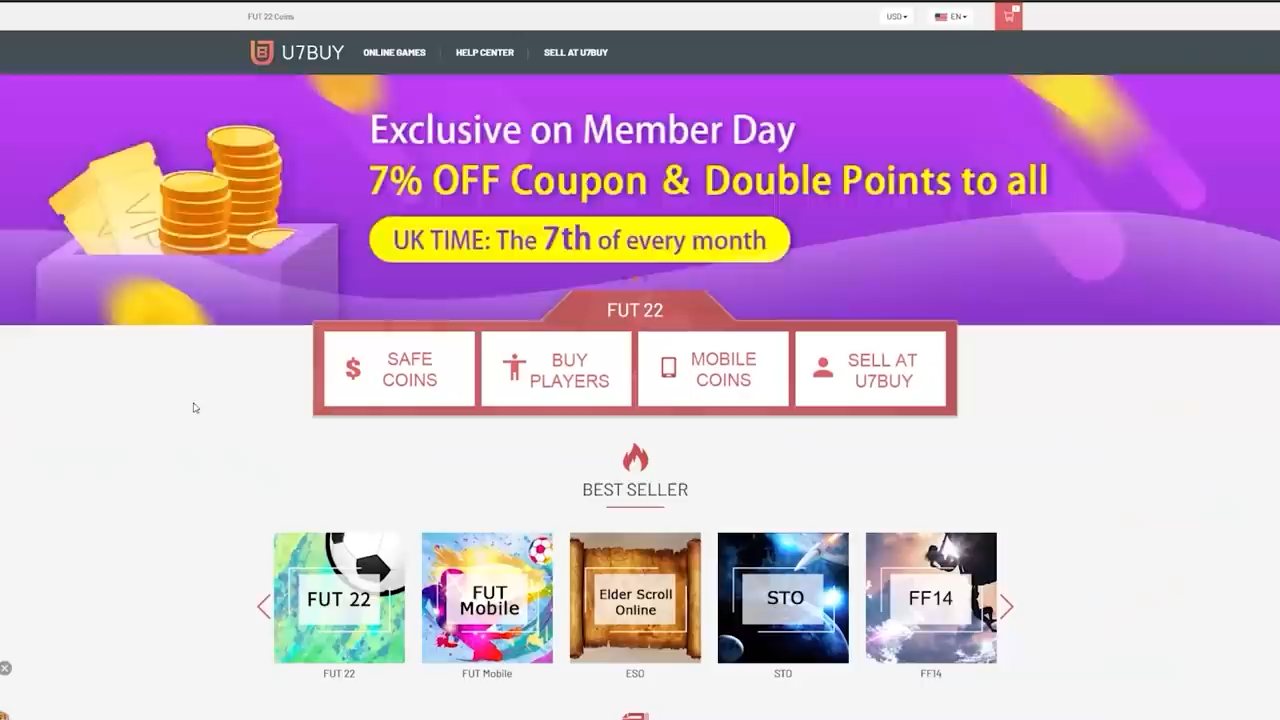 FUT 22 Coins
USD
EN
1
U7BUY
ONLINE GAMES
HELP CENTER
SELL AT U7BUY
Exclusive on Member Day
7% OFF Coupon & Double Points to all
UK TIME: The 7th of every month
VIP
FUT 22
SAFE
COINS
BUY
PLAYERS
MOBILE
COINS
SELL AT
U7BUY
BEST SELLER
FUT 22
FUT
Mobile
Elder Scroll
Online
STO
FF14
FUT 22
FUT Mobile
ESO
STO
FF14